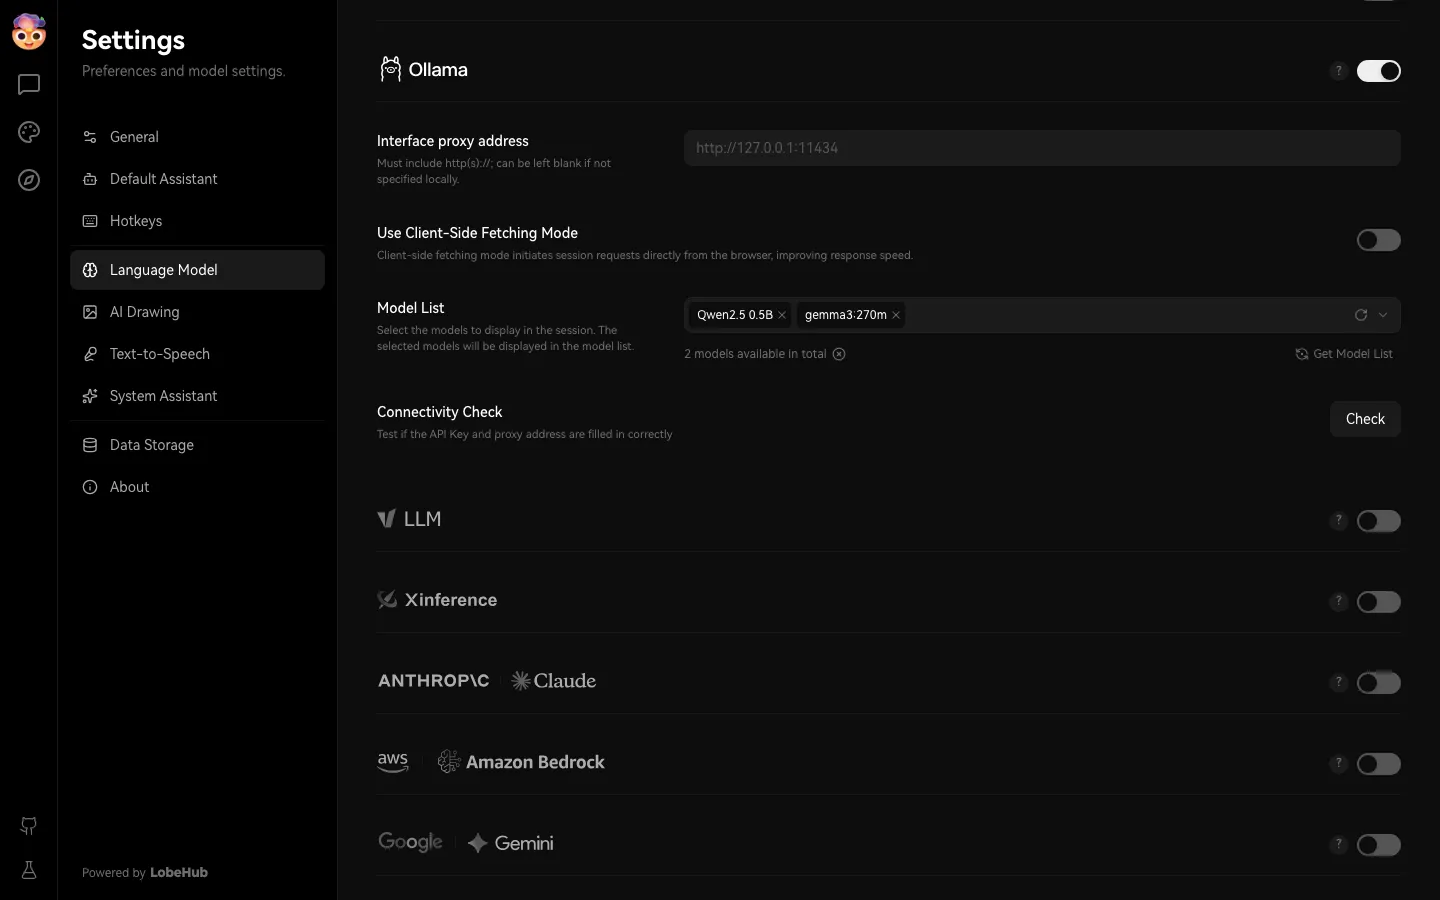 Settings
Preferences and model settings.
General
Default Assistant
Hotkeys
Language Model
AI Drawing
Text-to-Speech
System Assistant
Data Storage
About
Powered by LobeHub
Ollama
?
Interface proxy address
Must include http(s)://; can be left blank if not
specified locally.
http://127.0.0.1:11434
Use Client-Side Fetching Mode
Client-side fetching mode initiates session requests directly from the browser, improving response speed.
Model List
Select the models to display in the session. The
selected models will be displayed in the model list.
Qwen2.5 0.5B gemma3:270m
2 models available in total
Get Model List
Connectivity Check
Test if the API Key and proxy address are filled in correctly
Check
LLM
?
Xinference
?
ANTHROP\C Claude
?
aws Amazon Bedrock
?
Google Gemini
?